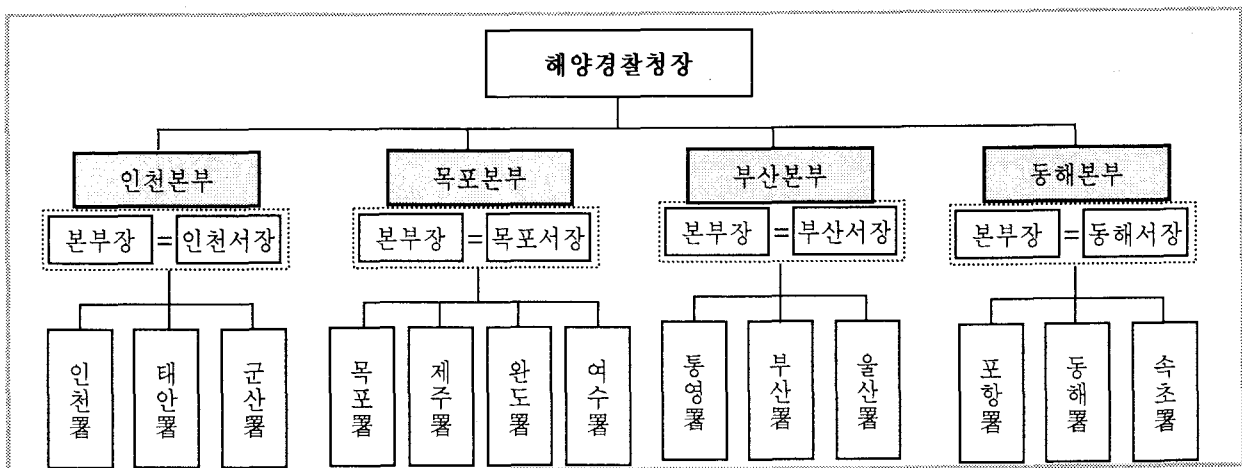 해양경찰청장
인천본부 목포본부 부산본부 동해본부
본부장 = 인천서장 본부장 = 목포서장 본부장 = 부산서장 본부장 = 동해서장
인천署 태안署 군산署 목포署 제주署 완도署 여수署 통영署 부산署 울산署 포항署 동해署 속초署